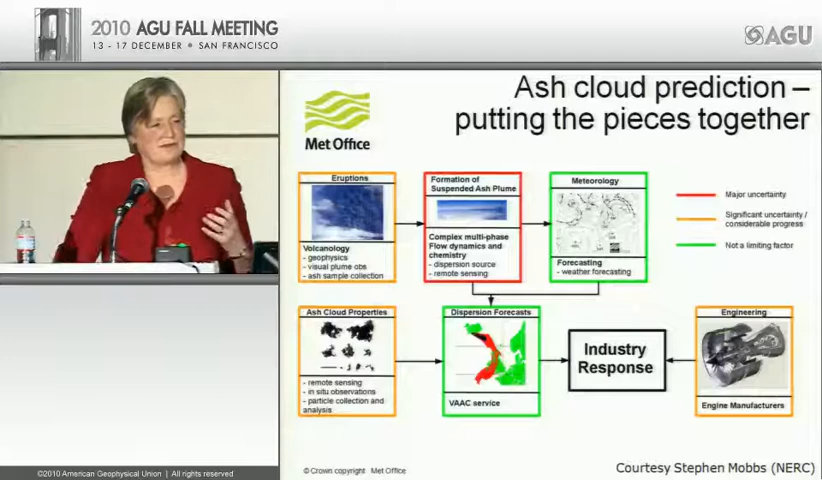 2010 AGU FALL MEETING
13 - 17 DECEMBER • SAN FRANCISCO
AGU
Ash cloud prediction –
putting the pieces together
Met Office
Eruptions
Volcanology
- geophysics
- visual plume obs
- ash sample collection
Formation of
Suspended Ash Plume
Complex multi-phase
Flow dynamics and
chemistry
- dispersion source
- remote sensing
Meteorology
Forecasting
- weather forecasting
Major uncertainty
Significant uncertainty /
considerable progress
Not a limiting factor
Ash Cloud Properties
- remote sensing
- in situ observations
- particle collection and
analysis
Dispersion Forecasts
VAAC service
Industry
Response
Engineering
Engine Manufacturers
©2010 American Geophysical Union | All rights reserved
© Crown copyright Met Office
Courtesy Stephen Mobbs (NERC)